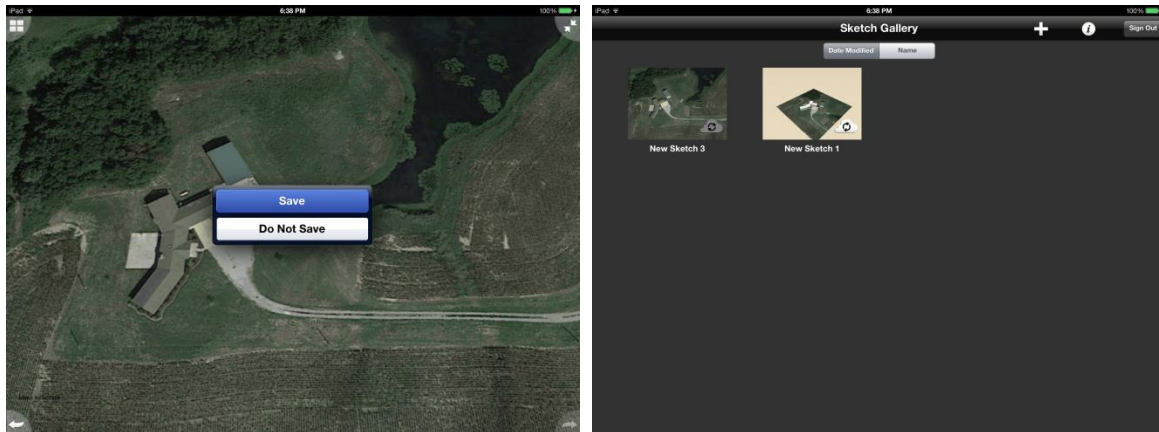 iPad
6:38 PM
100%
Save
Do Not Save
iPad
6:38 PM
100%
Sketch Gallery
Sign Out
Date Modified
Name
New Sketch 3
New Sketch 1